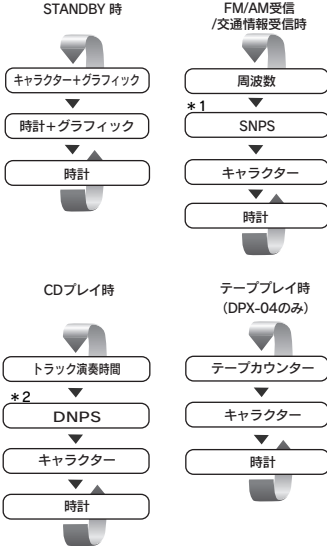 STANDBY 時
キャラクター+グラフィック
時計+グラフィック
時計
FM/AM受信
/交通情報受信時
周波数
*1
SNPS
キャラクター
時計
CDプレイ時
トラック演奏時間
*2
DNPS
キャラクター
時計
テーププレイ時
(DPX-04のみ)
テープカウンター
キャラクター
時計